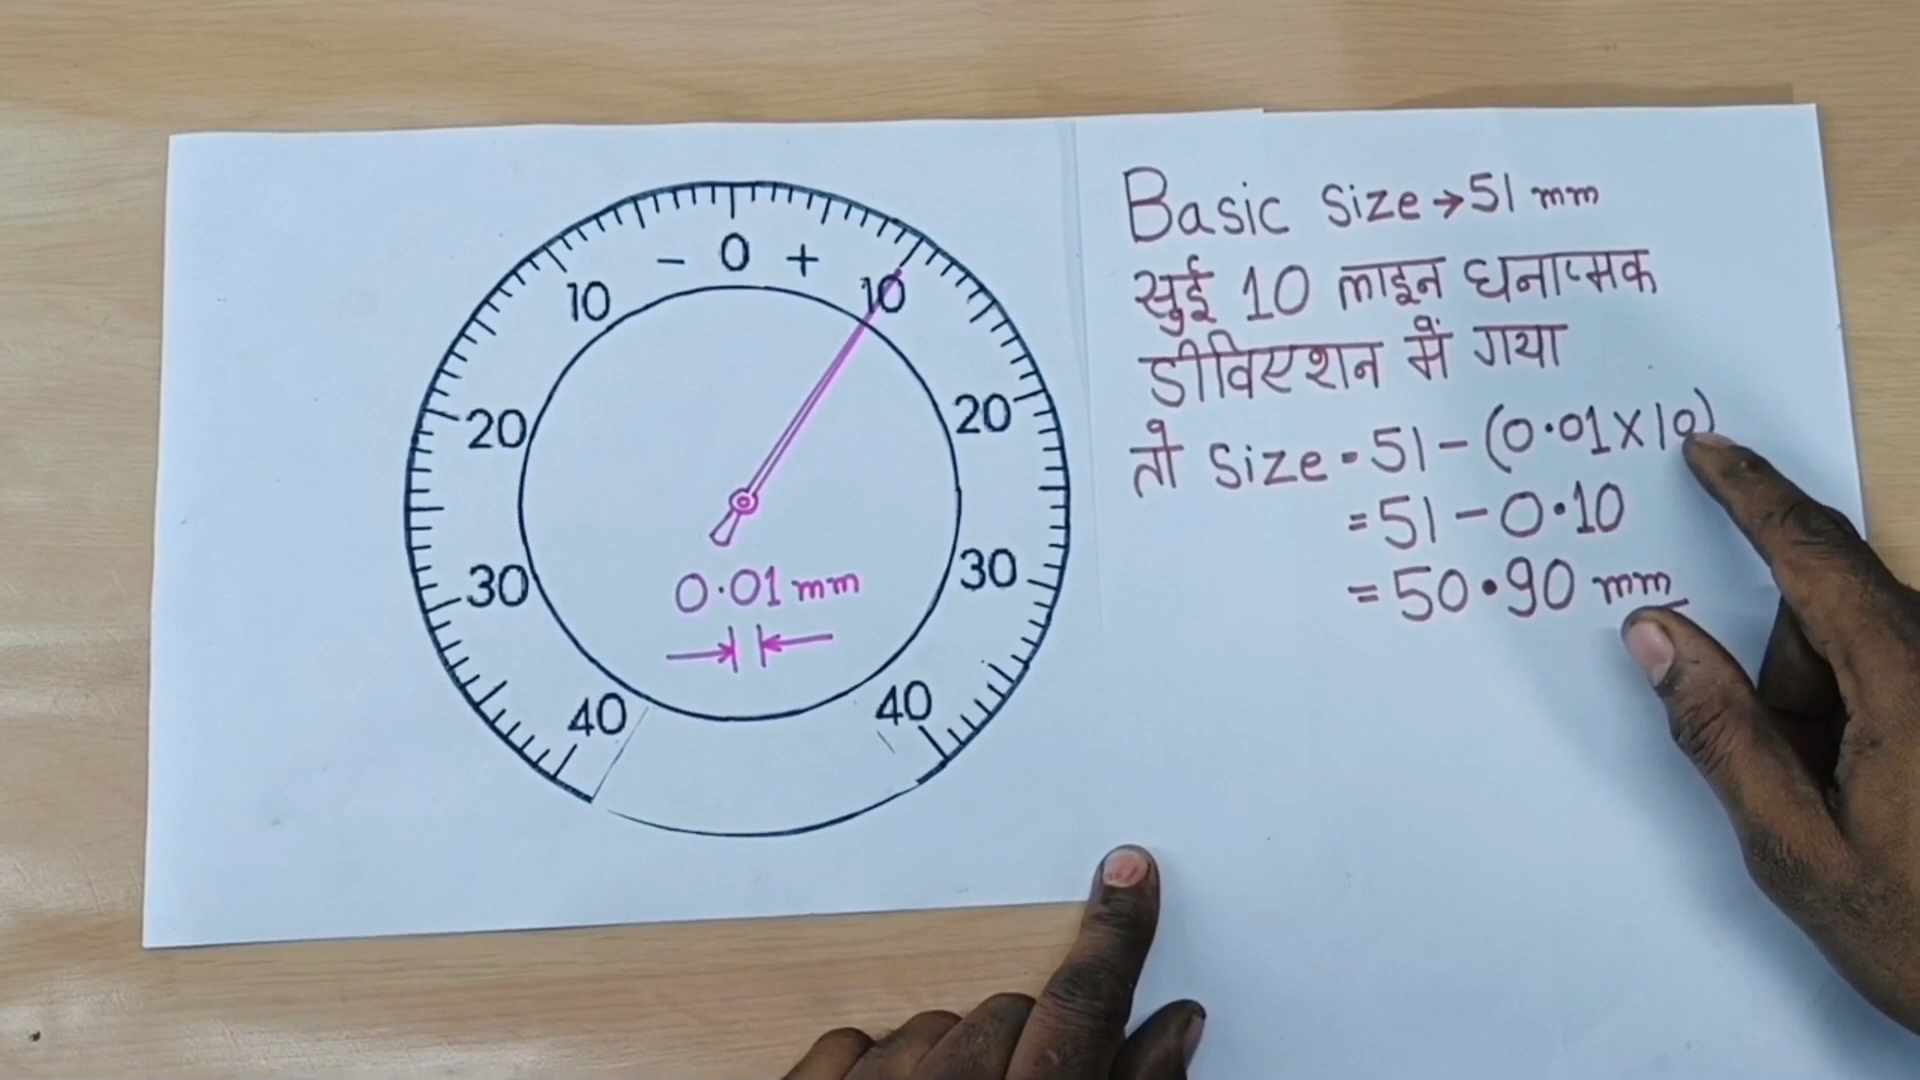 - 0 +
10
10
20
20
30
30
40
40
0.01 mm
Basic Size → 51 mm
सुई 10 लाइन धनात्मक
डीविएशन में गया
तो Size = 51 - (0.01 X 10)
= 51 - 0.10
= 50.90 mm